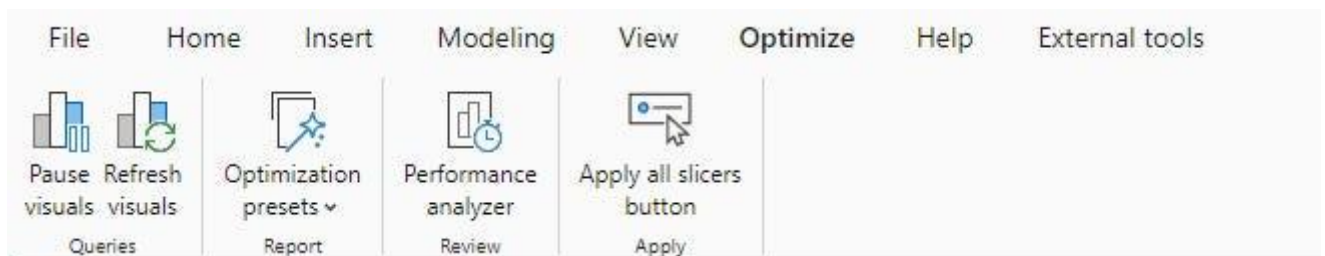 File Home Insert Modeling View Optimize Help External tools
Pause Refresh Optimization Performance Apply all slicers
visuals visuals presets analyzer button
Queries Report Review Apply